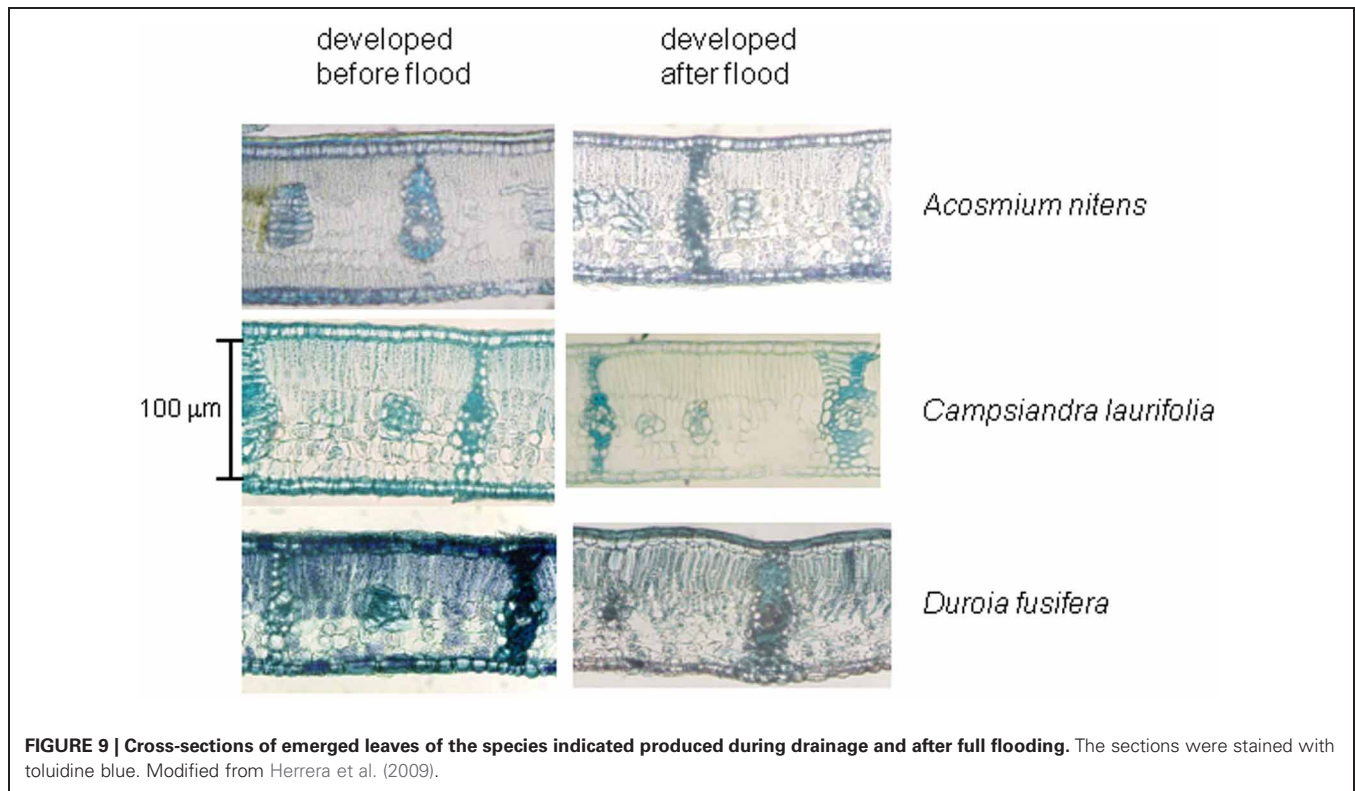 developed
before flood
developed
after flood
Acosmium nitens
100 μm
Campsiandra laurifolia
Duroia fusifera
FIGURE 9 | Cross-sections of emerged leaves of the species indicated produced during drainage and after full flooding. The sections were stained with
toluidine blue. Modified from Herrera et al. (2009).